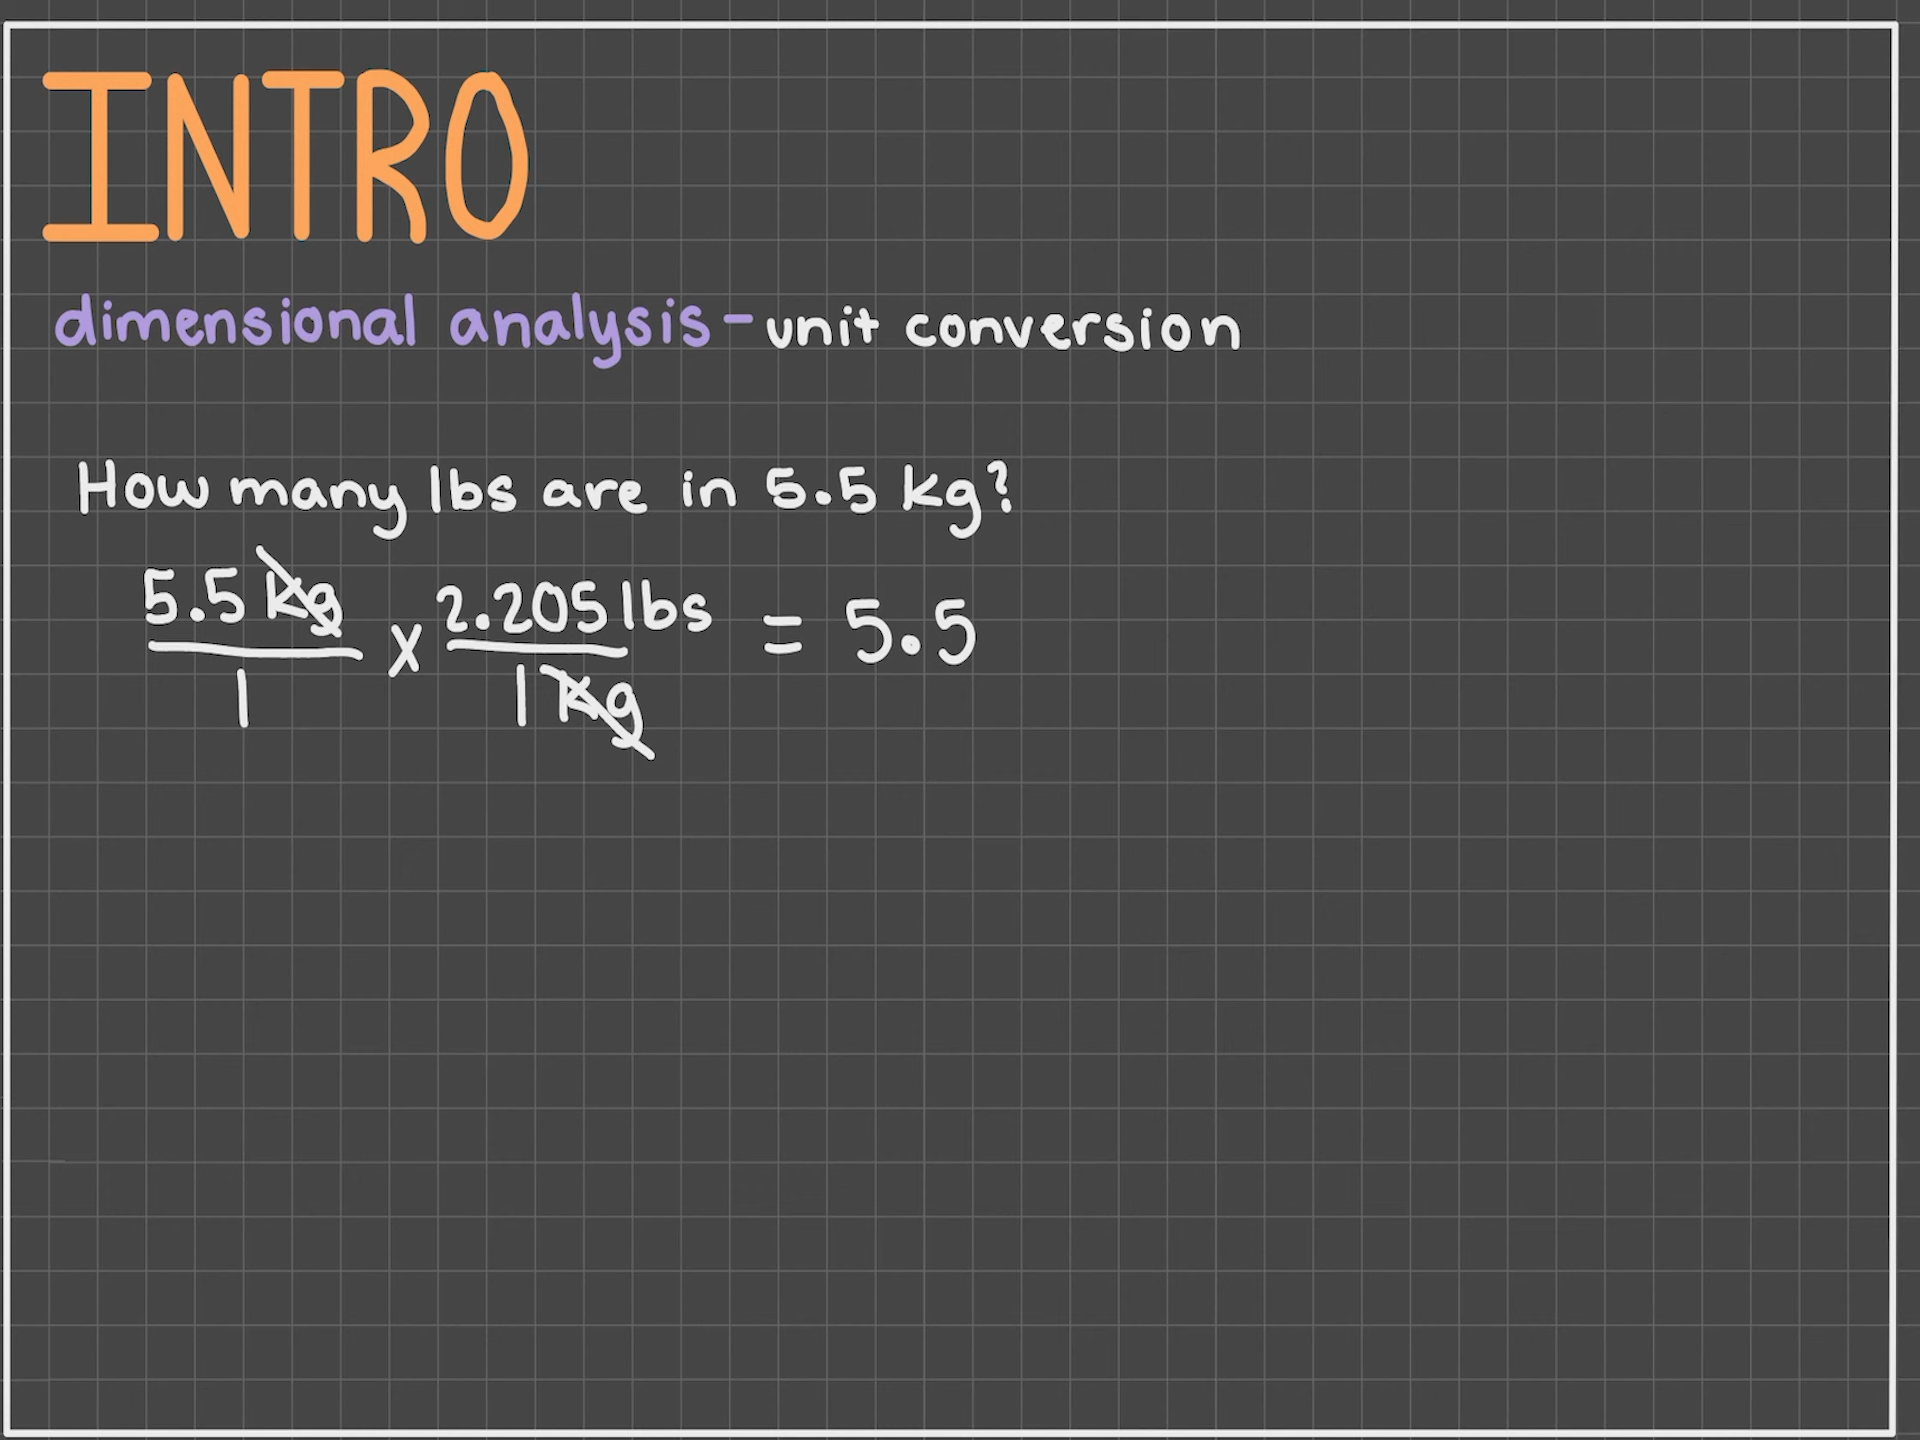 INTRO
dimensional analysis - unit conversion
How many lbs are in 5.5 kg?
5.5 kg x 2.205 lbs = 5.5
1 1 kg